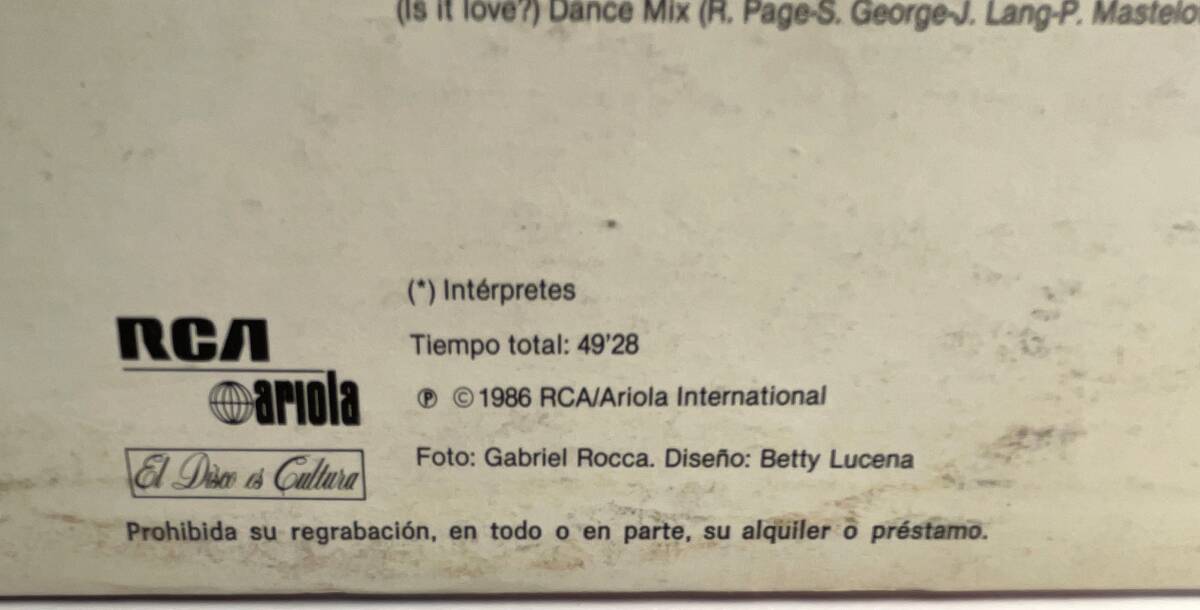 (Is it love?) Dance Mix (R. Page-S. George-J. Lang-P. Mastelo
(*) Intérpretes
RCA
Tiempo total: 49'28
ariola
Ⓟ ©1986 RCA/Ariola International
El Disco es Cultura
Foto: Gabriel Rocca. Diseño: Betty Lucena
Prohibida su regrabación, en todo o en parte, su alquiler o préstamo.